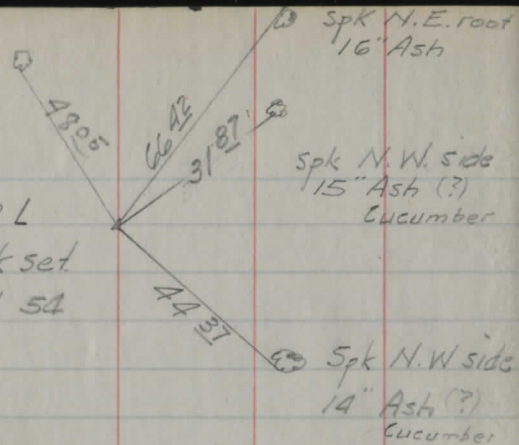 Spk N.E. root
16" Ash
48 05
66 42
31 87
Spk N.W. side
15" Ash (?)
Cucumber
L
k set
54
44 37
Spk N.W side
14" Ash (?)
Cucumber